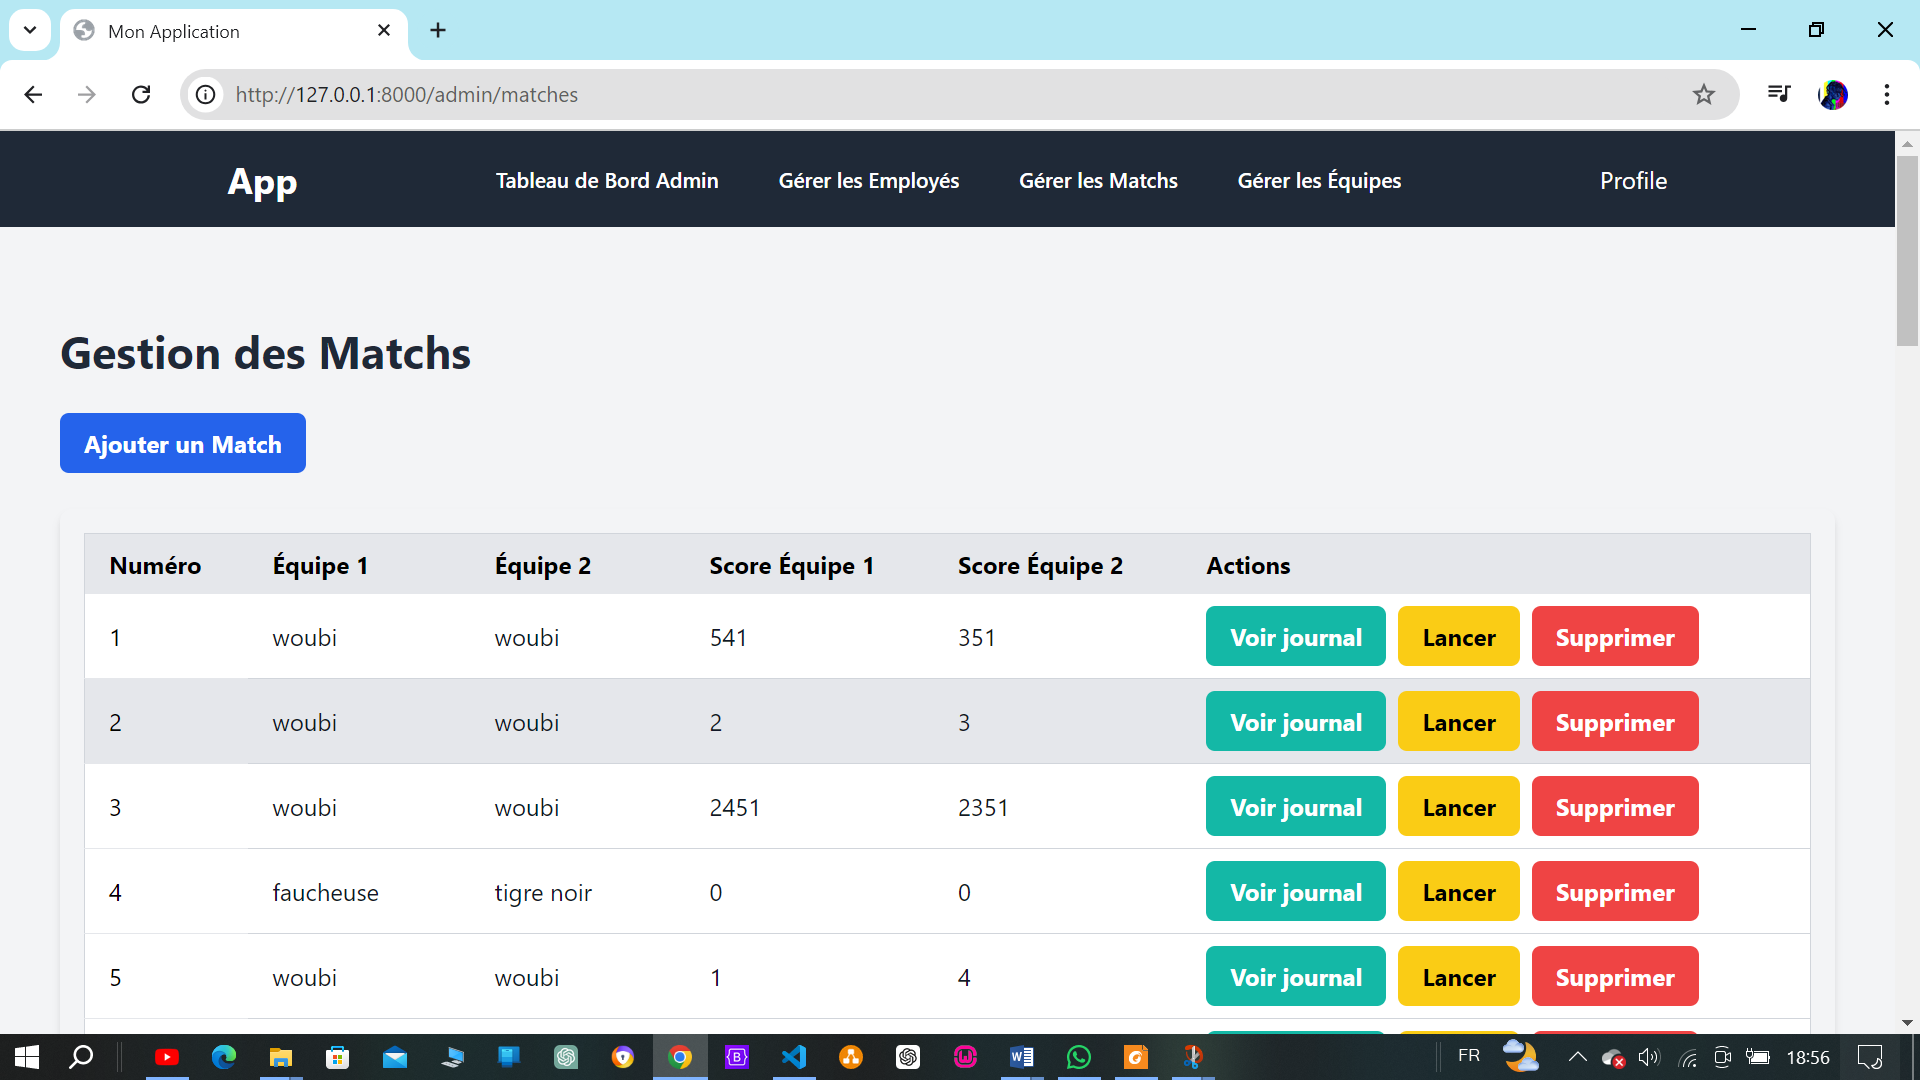 Mon Application
http://127.0.0.1:8000/admin/matches
App Tableau de Bord Admin Gérer les Employés Gérer les Matchs Gérer les Équipes Profile
Gestion des Matchs
Ajouter un Match
Numéro Équipe 1 Équipe 2 Score Équipe 1 Score Équipe 2 Actions
1 woubi woubi 541 351 Voir journal Lancer Supprimer
2 woubi woubi 2 3 Voir journal Lancer Supprimer
3 woubi woubi 2451 2351 Voir journal Lancer Supprimer
4 faucheuse tigre noir 0 0 Voir journal Lancer Supprimer
5 woubi woubi 1 4 Voir journal Lancer Supprimer
FR 18:56